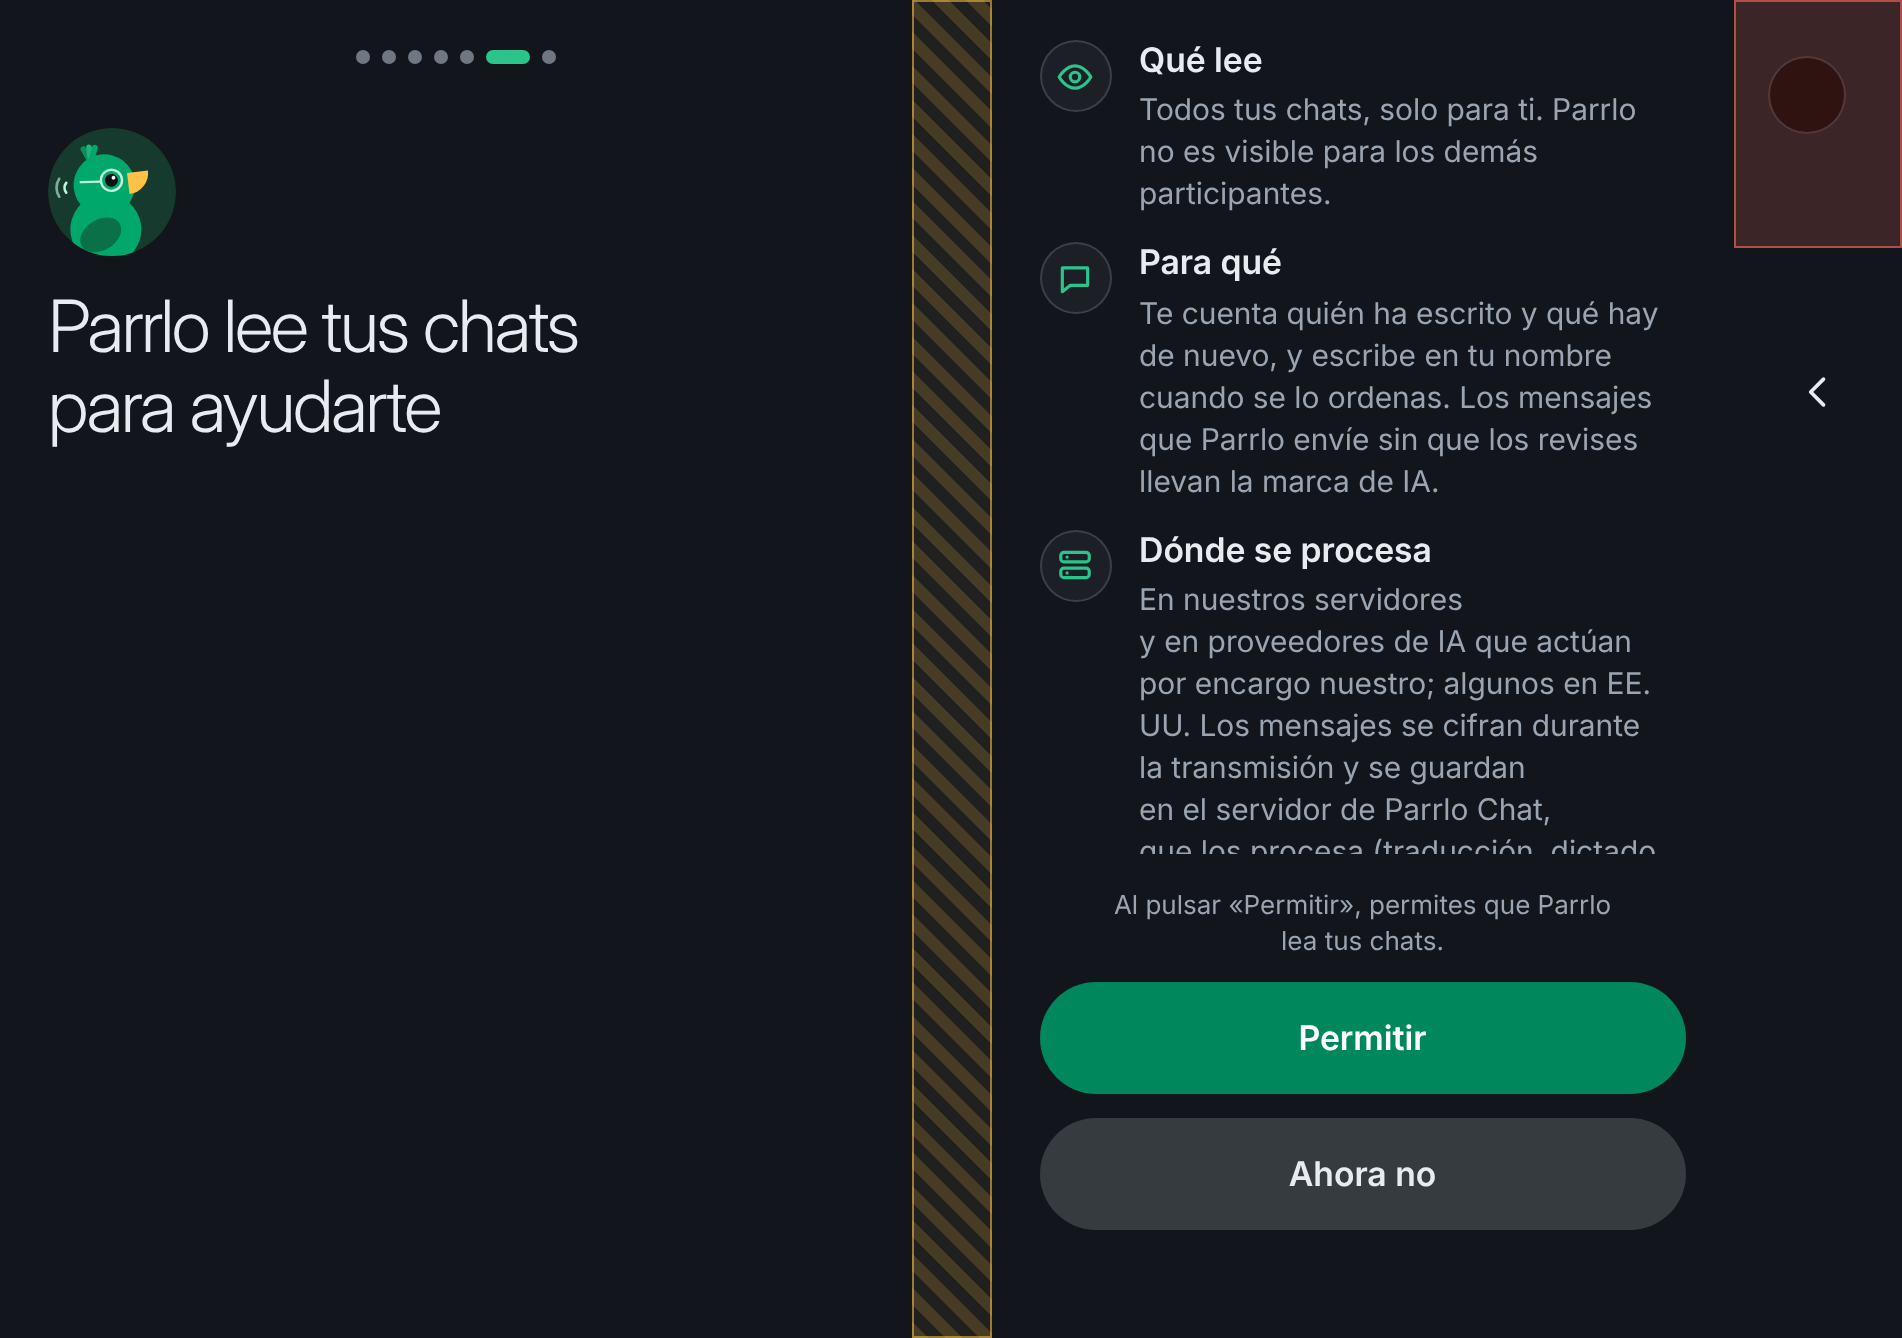 Parrlo lee tus chats
para ayudarte
Qué lee
Todos tus chats, solo para ti. Parrlo
no es visible para los demás
participantes.
Para qué
Te cuenta quién ha escrito y qué hay
de nuevo, y escribe en tu nombre
cuando se lo ordenas. Los mensajes
que Parrlo envíe sin que los revises
llevan la marca de IA.
Dónde se procesa
En nuestros servidores
y en proveedores de IA que actúan
por encargo nuestro; algunos en EE.
UU. Los mensajes se cifran durante
la transmisión y se guardan
en el servidor de Parrlo Chat,
que los procesa (traducción, dictado
Al pulsar «Permitir», permites que Parrlo
lea tus chats.
Permitir
Ahora no